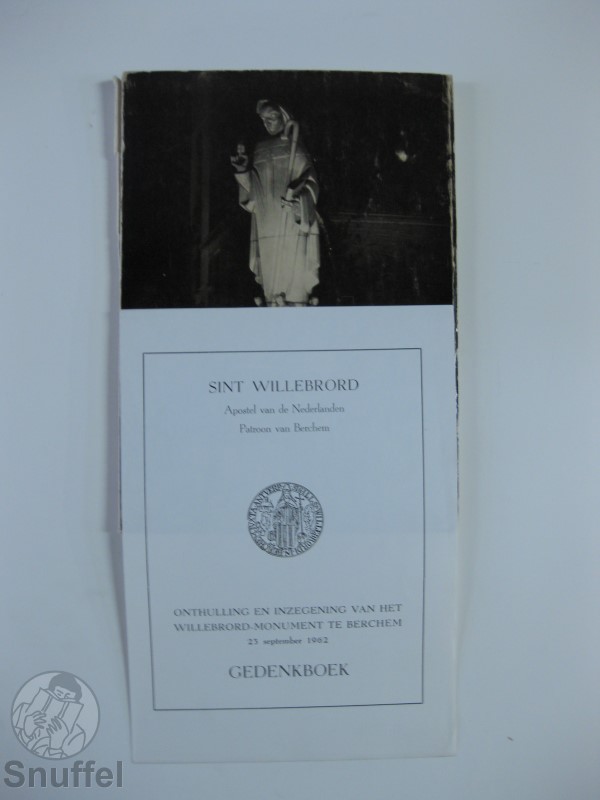 SINT WILLEBRORD
Apostel van de Nederlanden
Patroon van Berchem
ONTHULLING EN INZEGENING VAN HET
WILLEBRORD-MONUMENT TE BERCHEM
23 september 1962
GEDENKBOEK
Snuffel